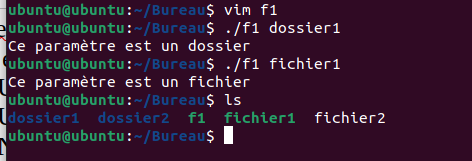 ubuntu@ubuntu:~/Bureau$ vim f1
ubuntu@ubuntu:~/Bureau$ ./f1 dossier1
Ce paramètre est un dossier
ubuntu@ubuntu:~/Bureau$ ./f1 fichier1
Ce paramètre est un fichier
ubuntu@ubuntu:~/Bureau$ ls
dossier1 dossier2 f1 fichier1 fichier2
ubuntu@ubuntu:~/Bureau$